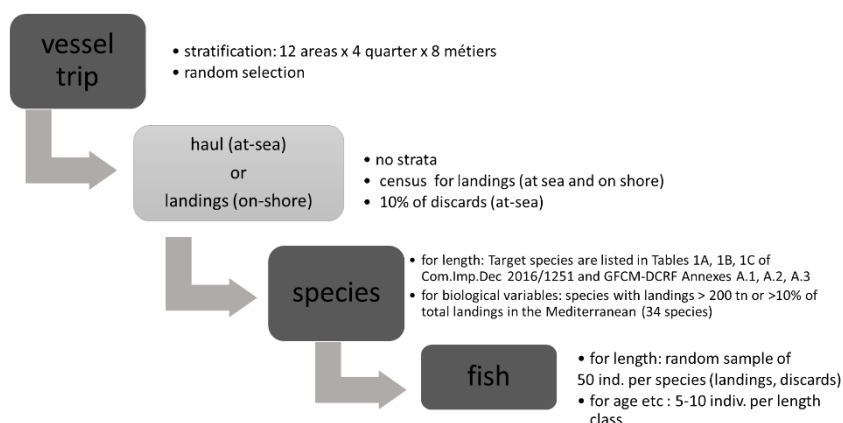 vessel
trip
• stratification: 12 areas x 4 quarter x 8 métiers
• random selection
haul (at-sea)
or
landings (on-shore)
• no strata
• census for landings (at sea and on shore)
• 10% of discards (at-sea)
species
• for length: Target species are listed in Tables 1A, 1B, 1C of
Com.Imp.Dec 2016/1251 and GFCM-DCRF Annexes A.1, A.2, A.3
• for biological variables: species with landings > 200 tn or >10% of
total landings in the Mediterranean (34 species)
fish
• for length: random sample of
50 ind. per species (landings, discards)
• for age etc : 5-10 indiv. per length
class